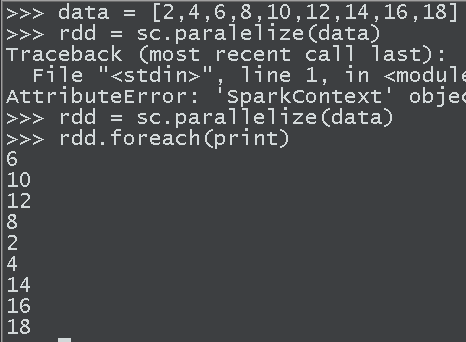 >>> data = [2,4,6,8,10,12,14,16,18]
>>> rdd = sc.paralelize(data)
Traceback (most recent call last):
  File "<stdin>", line 1, in <module
AttributeError: 'SparkContext' objec
>>> rdd = sc.parallelize(data)
>>> rdd.foreach(print)
6
10
12
8
2
4
14
16
18